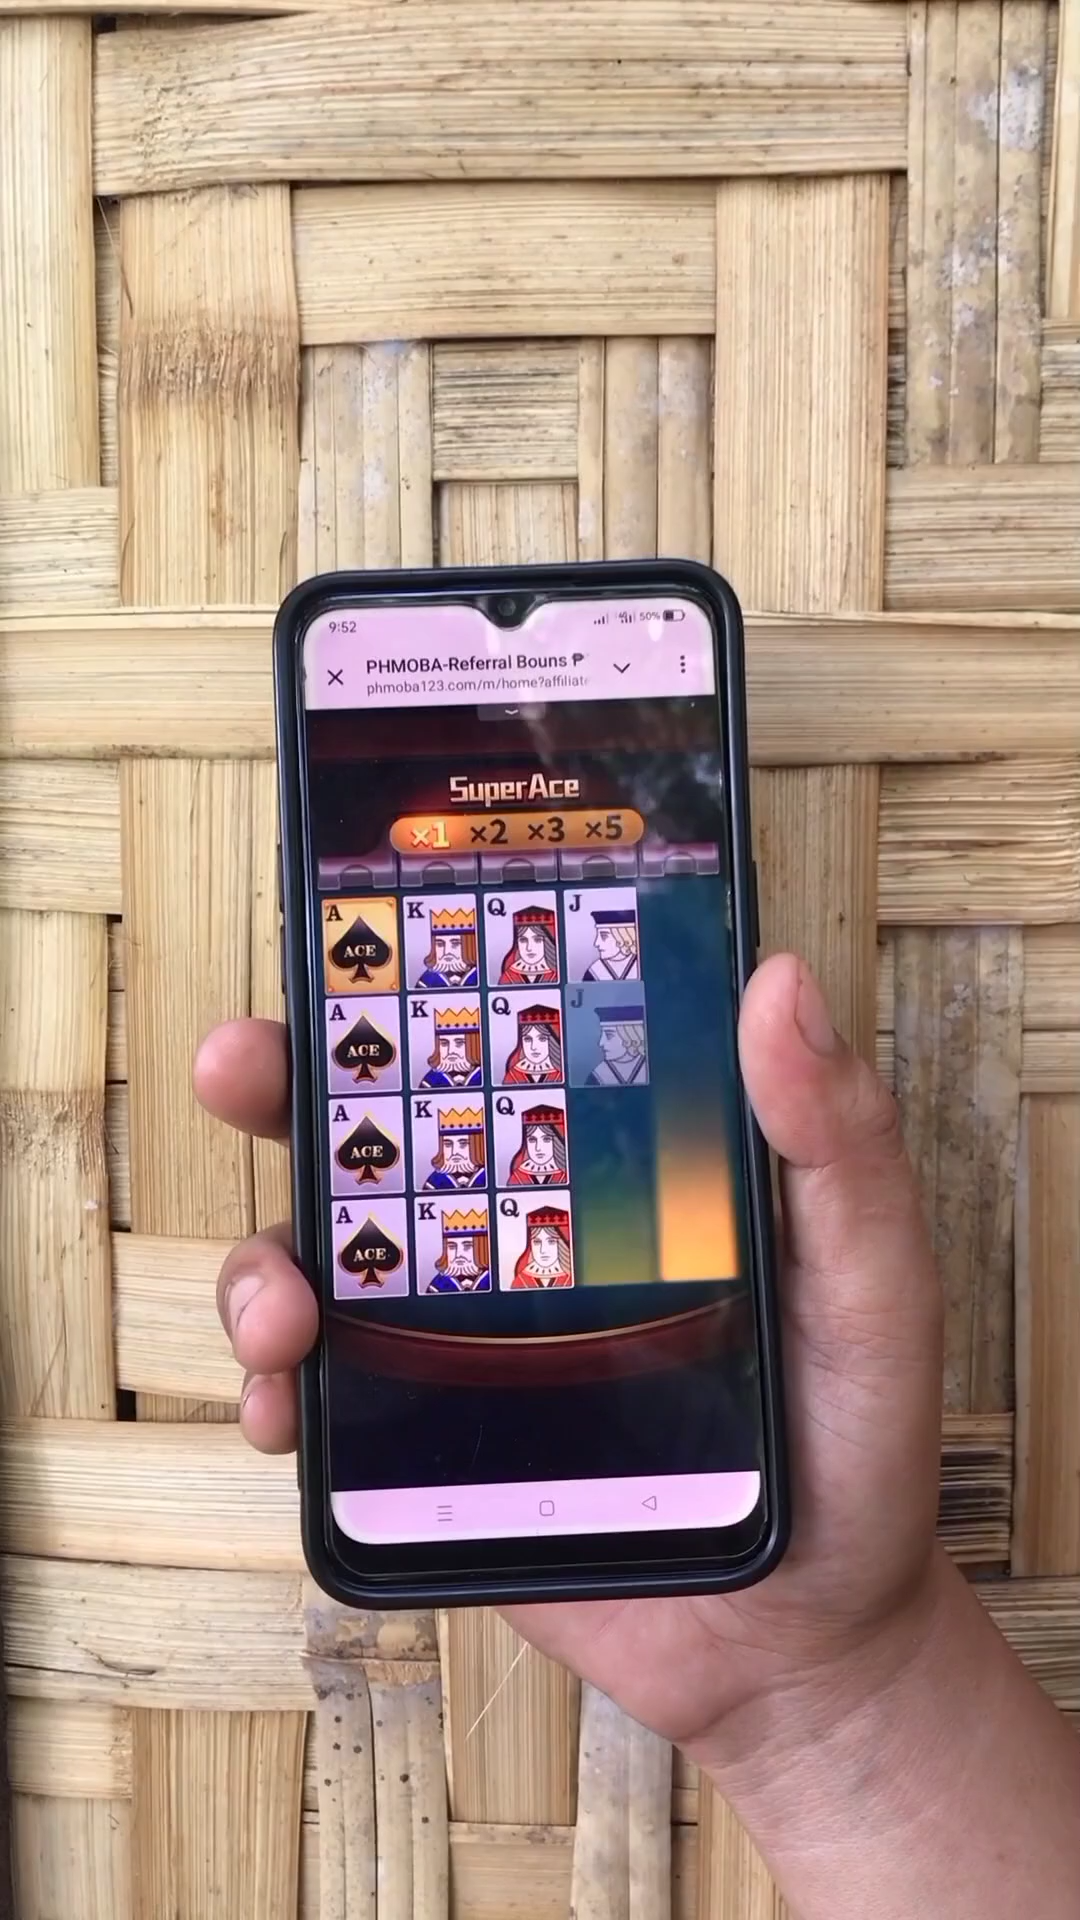 9:52 4G 50%
PHMOBA-Referral Bouns ₱
phmoba123.com/m/home?affiliat
SuperAce
×1 ×2 ×3 ×5
A K Q J
ACE
A K Q J
ACE
A K Q
ACE
A K Q
ACE